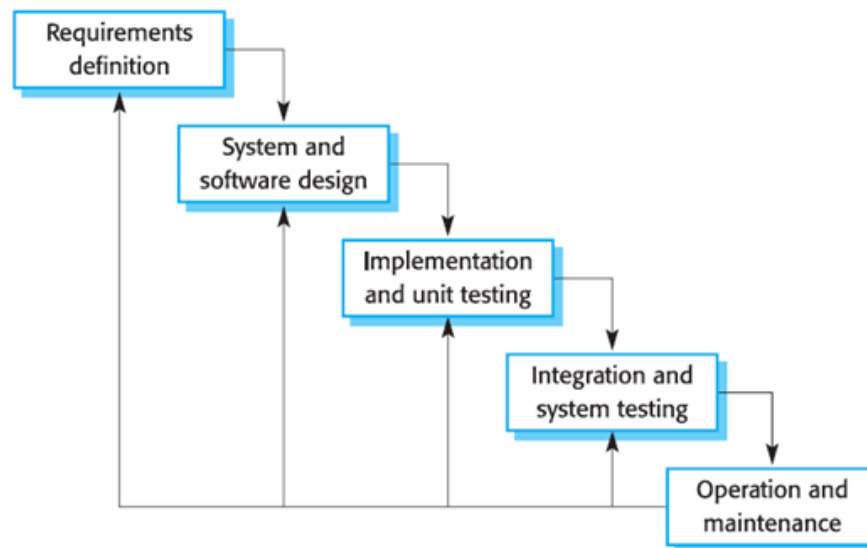 Requirements
definition
System and
software design
Implementation
and unit testing
Integration and
system testing
Operation and
maintenance